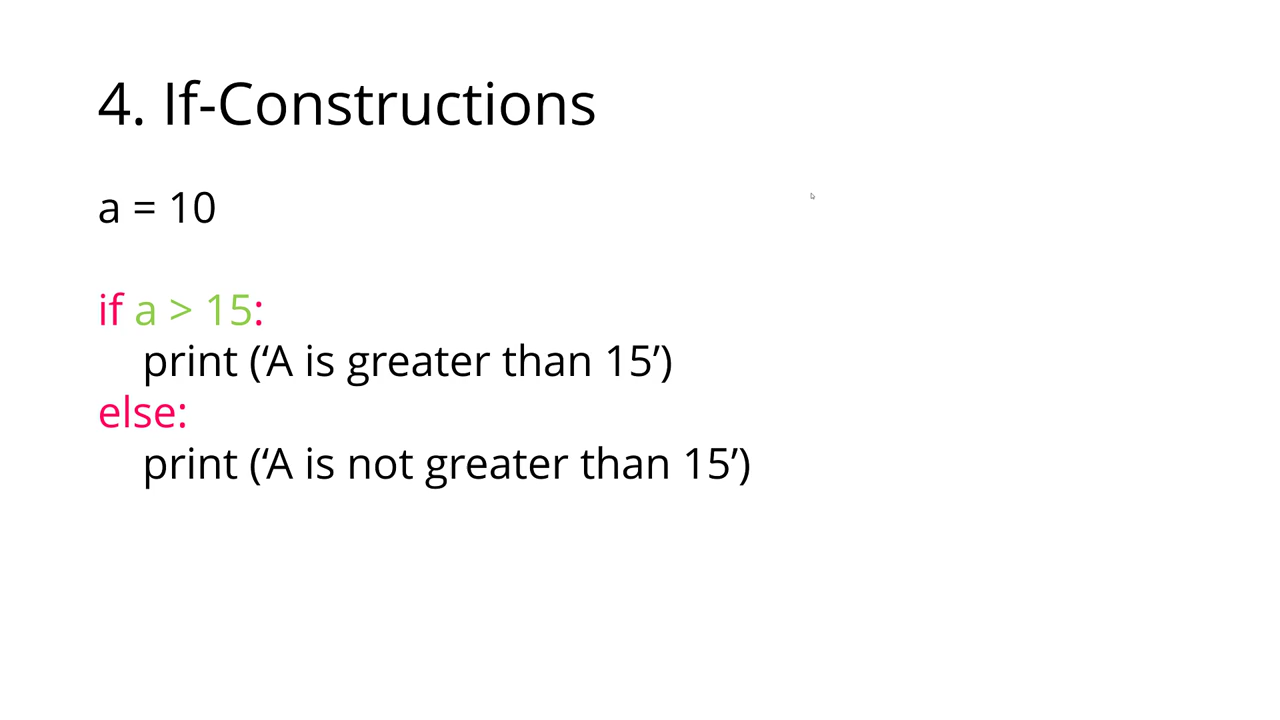 4. If-Constructions
a = 10
if a > 15:
print (‘A is greater than 15’)
else:
print (‘A is not greater than 15’)